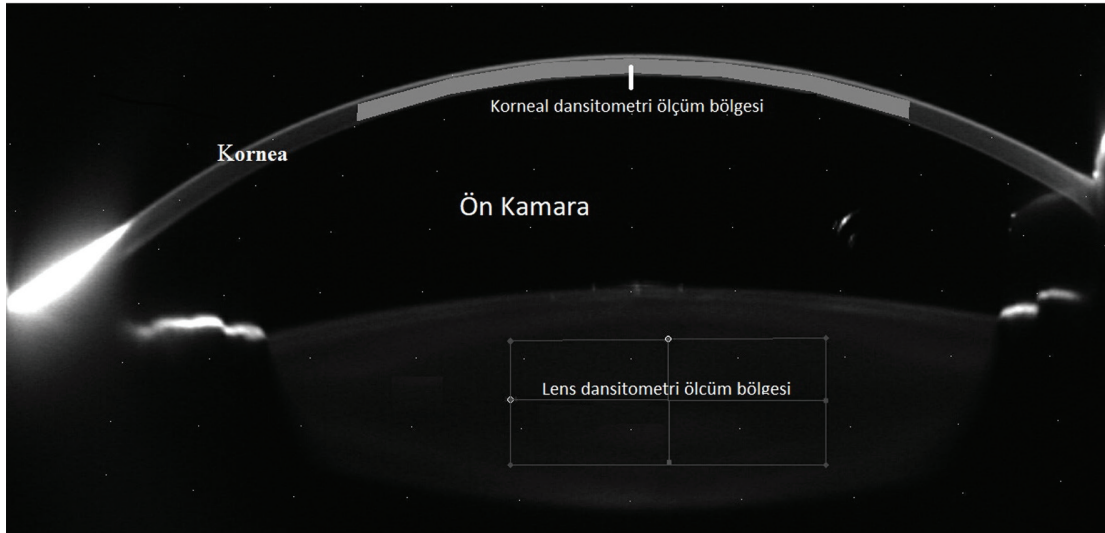 Korneal dansitometri ölçüm bölgesi
Kornea
Ön Kamara
Lens dansitometri ölçüm bölgesi